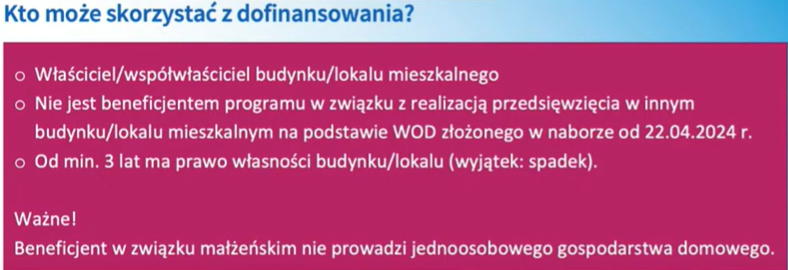 Kto może skorzystać z dofinansowania?
o Właściciel/współwłaściciel budynku/lokalu mieszkalnego
o Nie jest beneficjentem programu w związku z realizacją przedsięwzięcia w innym
budynku/lokalu mieszkalnym na podstawie WOD złożonego w naborze od 22.04.2024 r.
o Od min. 3 lat ma prawo własności budynku/lokalu (wyjątek: spadek).
Ważne!
Beneficjent w związku małżeńskim nie prowadzi jednoosobowego gospodarstwa domowego.